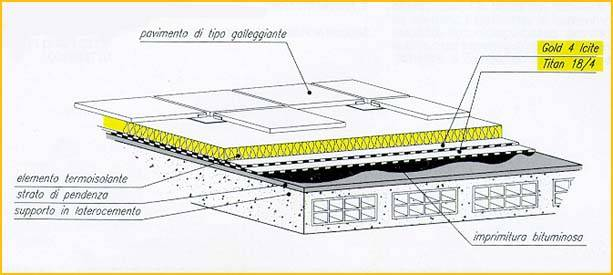 pavimento di tipo galleggiante
Gold 4 Icite
Titan 18/4
elemento termoisolante
strato di pendenza
supporto in laterocemento
imprimitura bituminosa